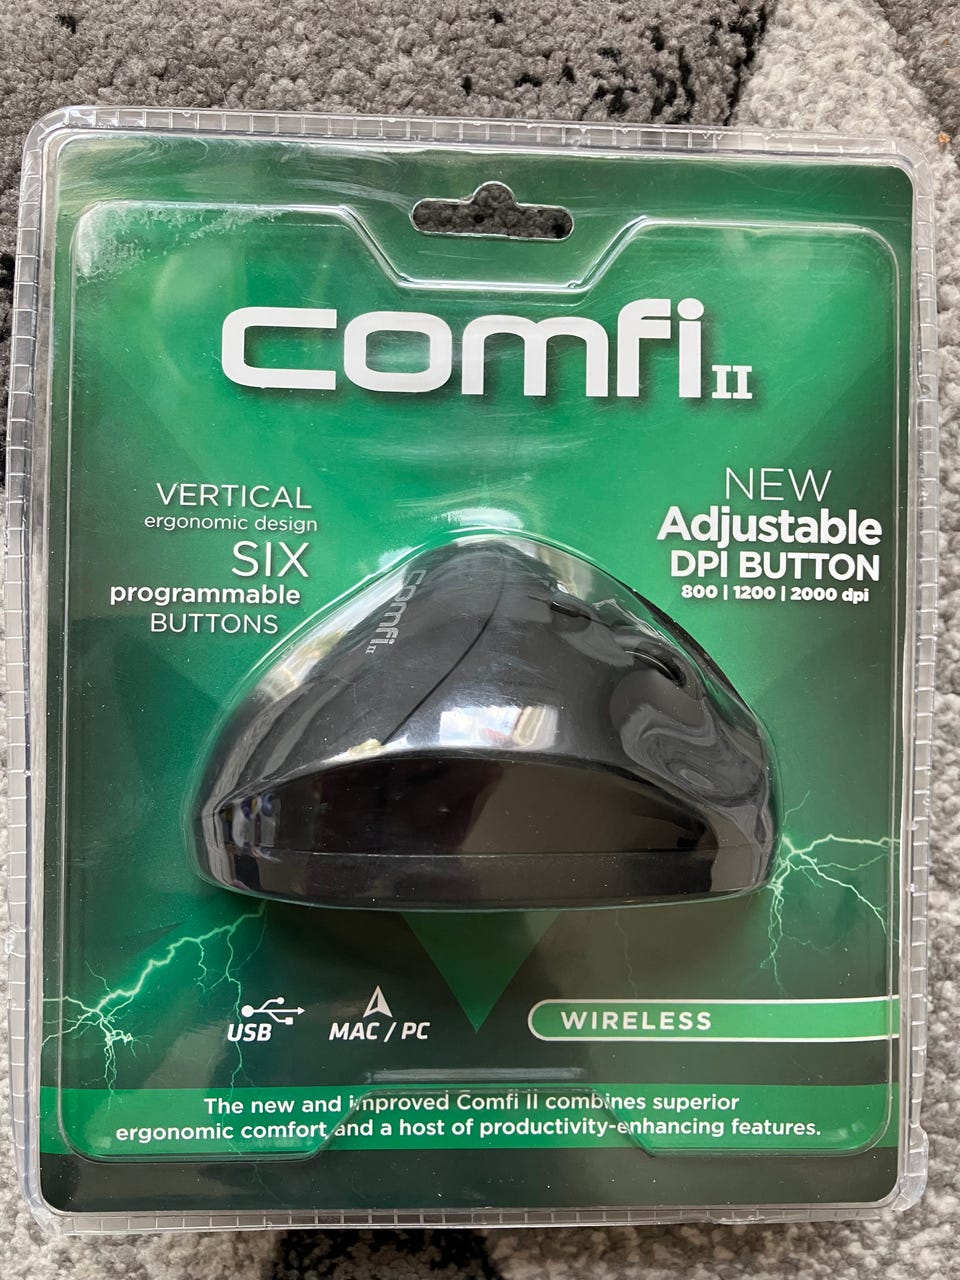 comfi II
VERTICAL
ergonomic design
SIX
programmable
BUTTONS
NEW
Adjustable
DPI BUTTON
800 | 1200 | 2000 dpi
comfi II
USB
MAC / PC
WIRELESS
The new and improved Comfi II combines superior
ergonomic comfort and a host of productivity-enhancing features.